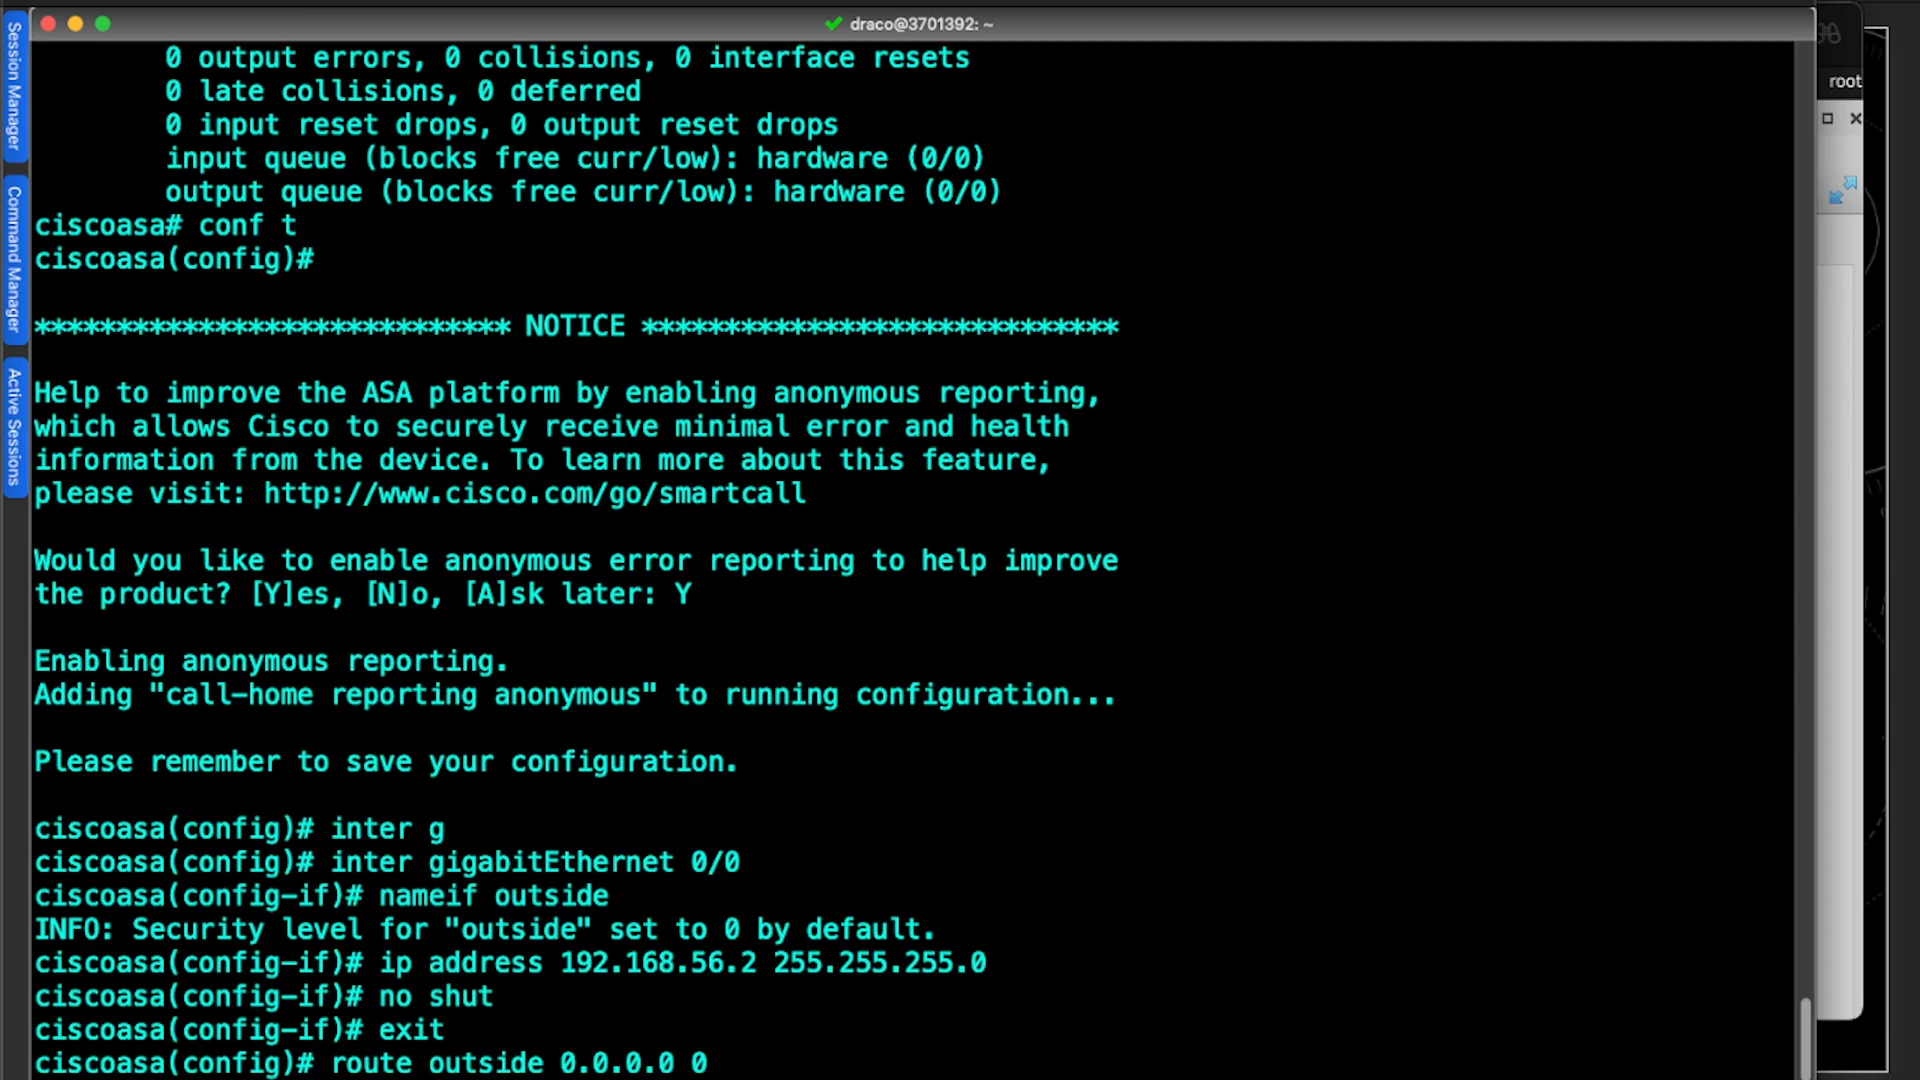 draco@3701392: ~
Session Manager
Command Manager
Active Sessions
root
0 output errors, 0 collisions, 0 interface resets
0 late collisions, 0 deferred
0 input reset drops, 0 output reset drops
input queue (blocks free curr/low): hardware (0/0)
output queue (blocks free curr/low): hardware (0/0)
ciscoasa# conf t
ciscoasa(config)#
***************************** NOTICE *****************************
Help to improve the ASA platform by enabling anonymous reporting,
which allows Cisco to securely receive minimal error and health
information from the device. To learn more about this feature,
please visit: http://www.cisco.com/go/smartcall
Would you like to enable anonymous error reporting to help improve
the product? [Y]es, [N]o, [A]sk later: Y
Enabling anonymous reporting.
Adding "call-home reporting anonymous" to running configuration...
Please remember to save your configuration.
ciscoasa(config)# inter g
ciscoasa(config)# inter gigabitEthernet 0/0
ciscoasa(config-if)# nameif outside
INFO: Security level for "outside" set to 0 by default.
ciscoasa(config-if)# ip address 192.168.56.2 255.255.255.0
ciscoasa(config-if)# no shut
ciscoasa(config-if)# exit
ciscoasa(config)# route outside 0.0.0.0 0